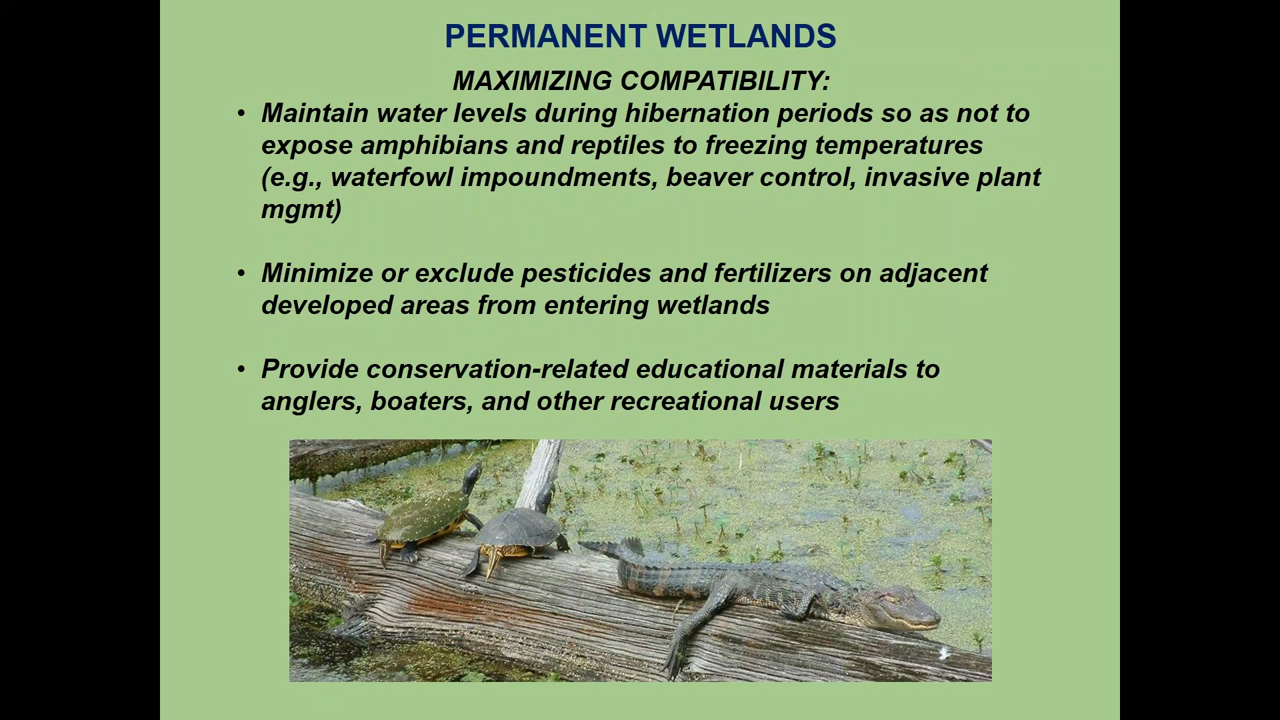 PERMANENT WETLANDS
MAXIMIZING COMPATIBILITY:
• Maintain water levels during hibernation periods so as not to
expose amphibians and reptiles to freezing temperatures
(e.g., waterfowl impoundments, beaver control, invasive plant
mgmt)
• Minimize or exclude pesticides and fertilizers on adjacent
developed areas from entering wetlands
• Provide conservation-related educational materials to
anglers, boaters, and other recreational users